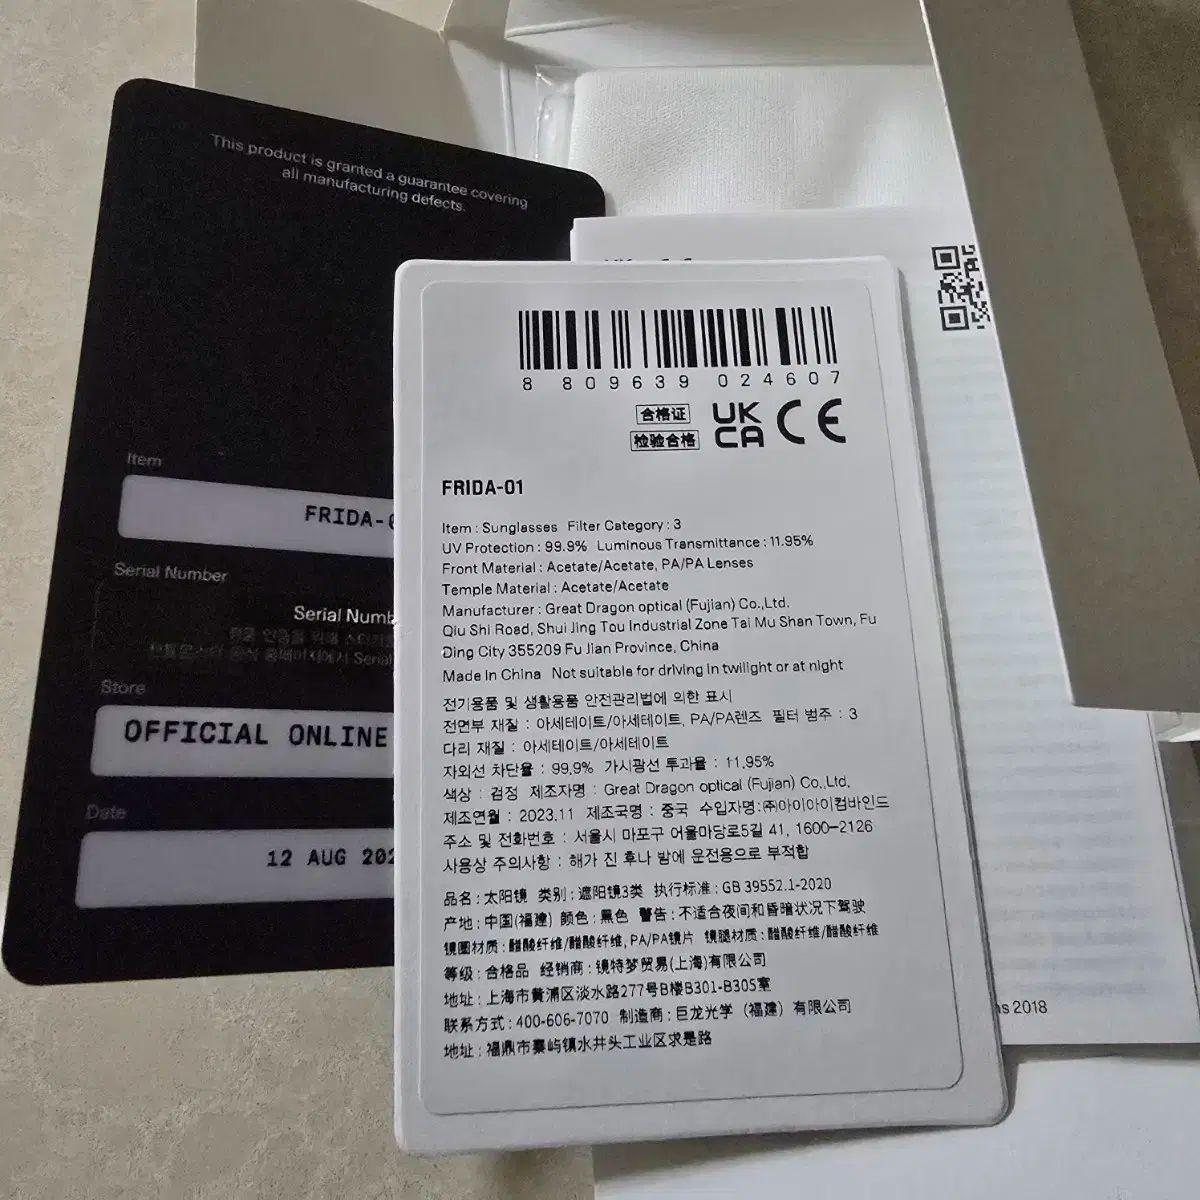 This product is granted a guarantee covering
all manufacturing defects.
Item
FRIDA-
Serial Number
Serial Numb
Store
OFFICIAL ONLINE
Date
12 AUG 202
8 809639 024607
合格证
检验合格
UK
CA CE
FRIDA-01
Item : Sunglasses Filter Category : 3
UV Protection : 99.9% Luminous Transmittance : 11.95%
Front Material : Acetate/Acetate, PA/PA Lenses
Temple Material : Acetate/Acetate
Manufacturer : Great Dragon optical (Fujian) Co.,Ltd.
Qiu Shi Road, Shui Jing Tou Industrial Zone Tai Mu Shan Town, Fu
Ding City 355209 Fu Jian Province, China
Made in China Not suitable for driving in twilight or at night
전기용품 및 생활용품 안전관리법에 의한 표시
전면부 재질 : 아세테이트/아세테이트, PA/PA렌즈 필터 범주 : 3
다리 재질 : 아세테이트/아세테이트
자외선 차단율 : 99.9% 가시광선 투과율 : 11.95%
색상 : 검정 제조자명 : Great Dragon optical (Fujian) Co.,Ltd.
제조연월 : 2023.11 제조국명 : 중국 수입자명:㈜아이아이컴바인드
주소 및 전화번호 : 서울시 마포구 어울마당로5길 41, 1600-2126
사용상 주의사항 : 해가 진 후나 밤에 운전용으로 부적합
品名 : 太阳镜 类别 : 遮阳镜3类 执行标准 : GB 39552.1-2020
产地 : 中国(福建) 颜色 : 黑色 警告 : 不适合夜间和昏暗状况下驾驶
镜圈材质 : 醋酸纤维/醋酸纤维, PA/PA镜片 镜腿材质 : 醋酸纤维/醋酸纤维
等级 : 合格品 经销商 : 镜特梦贸易(上海)有限公司
地址 : 上海市黄浦区淡水路277号B楼B301-B305室
联系方式 : 400-606-7070 制造商 : 巨龙光学（福建）有限公司
地址 : 福鼎市秦屿镇水井头工业区求是路
as 2018